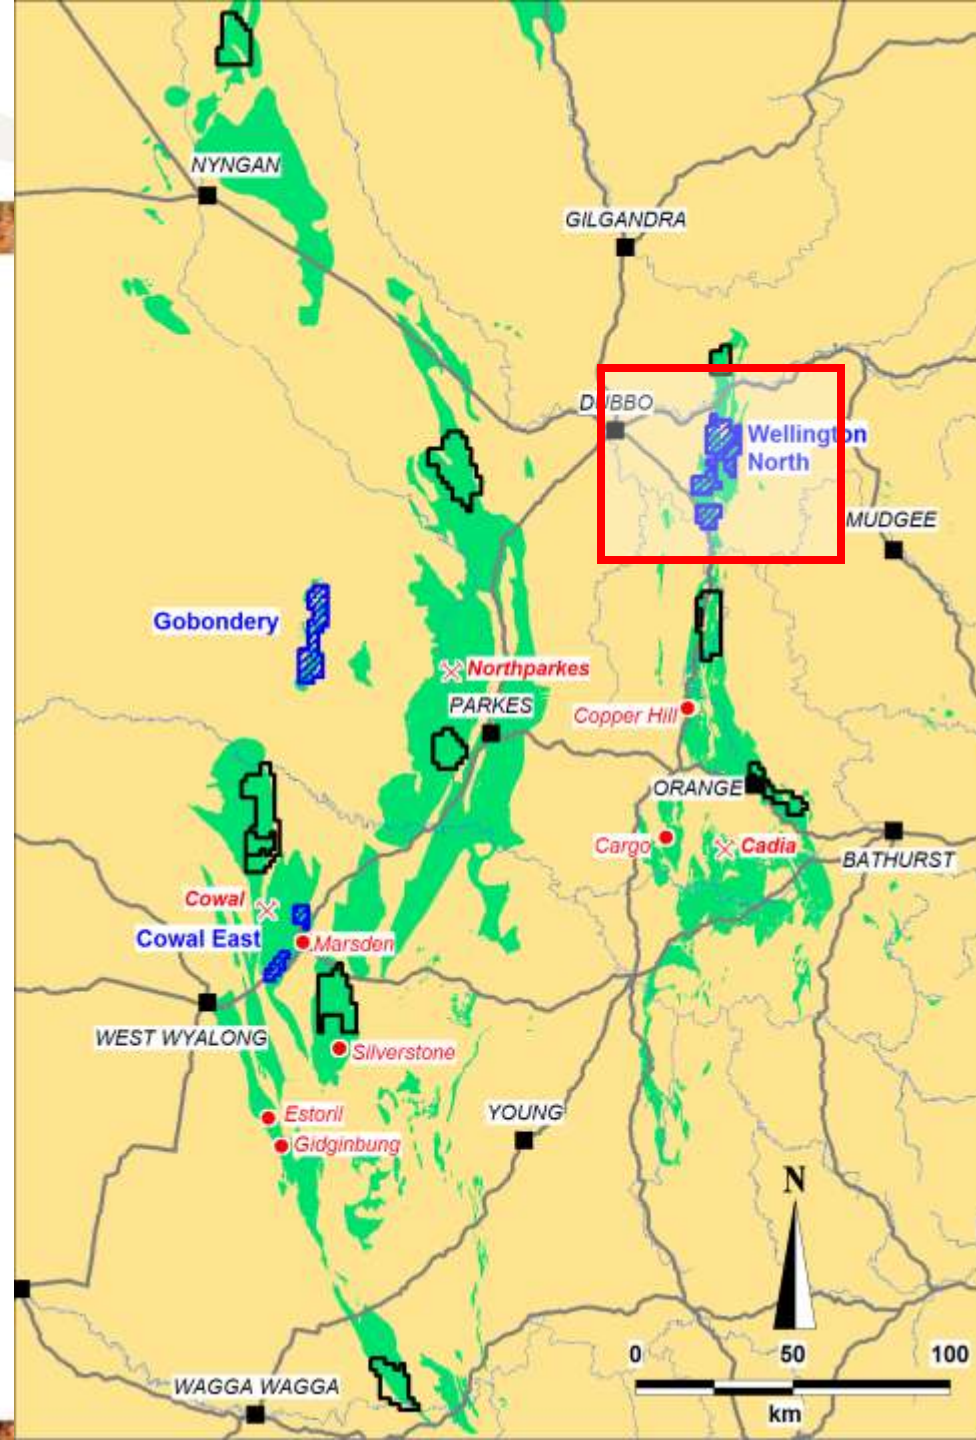 NYNGAN
GILGANDRA
DUBBO
Wellington
North
MUDGEE
Gobondery
Northparkes
PARKES
Copper Hill
ORANGE
Cargo
Cadia
BATHURST
Cowal
Cowal East
Marsden
WEST WYALONG
Silverstone
Estoril
YOUNG
Gidginbung
N
0 50 100
km
WAGGA WAGGA